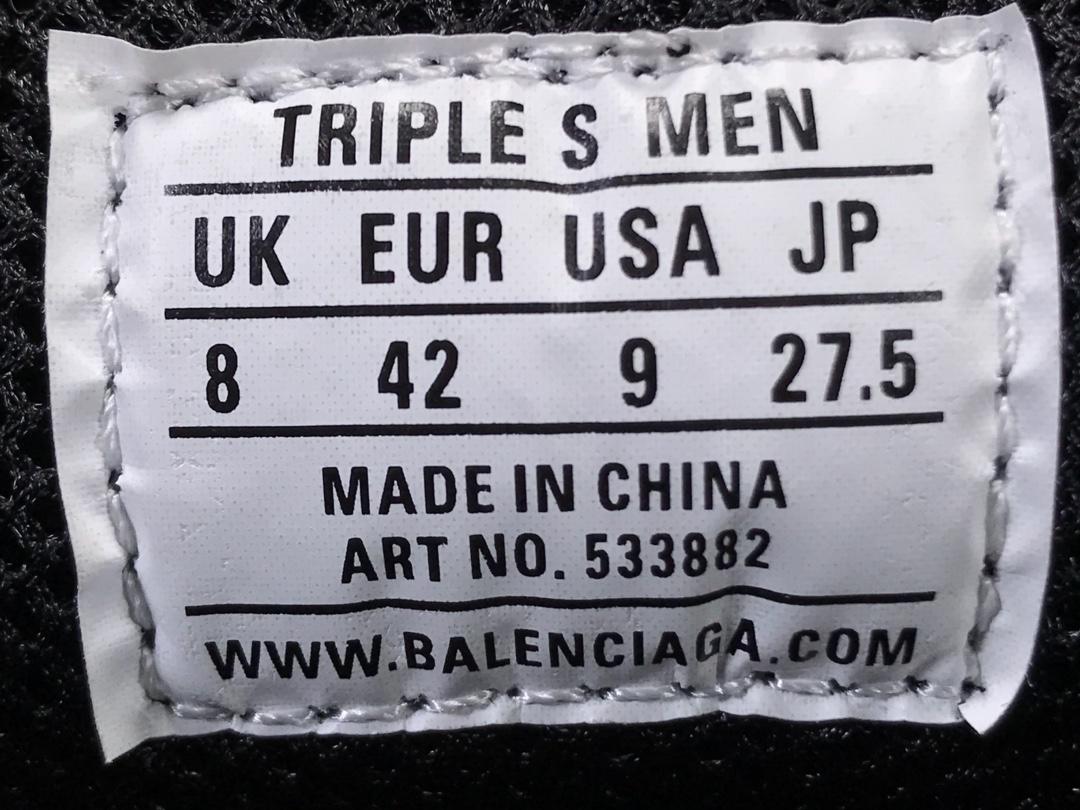 TRIPLE S MEN
UK EUR USA JP
8 42 9 27.5
MADE IN CHINA
ART NO. 533882
WWW.BALENCIAGA.COM